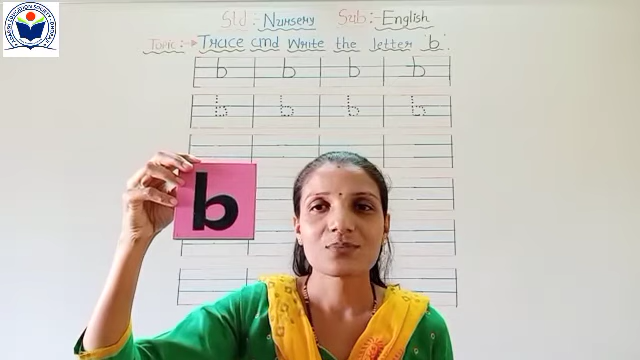 Std:- Nursery Sub:- English
Topic:→ Trace and Write the letter 'b'.
b b b b
b b b b
b